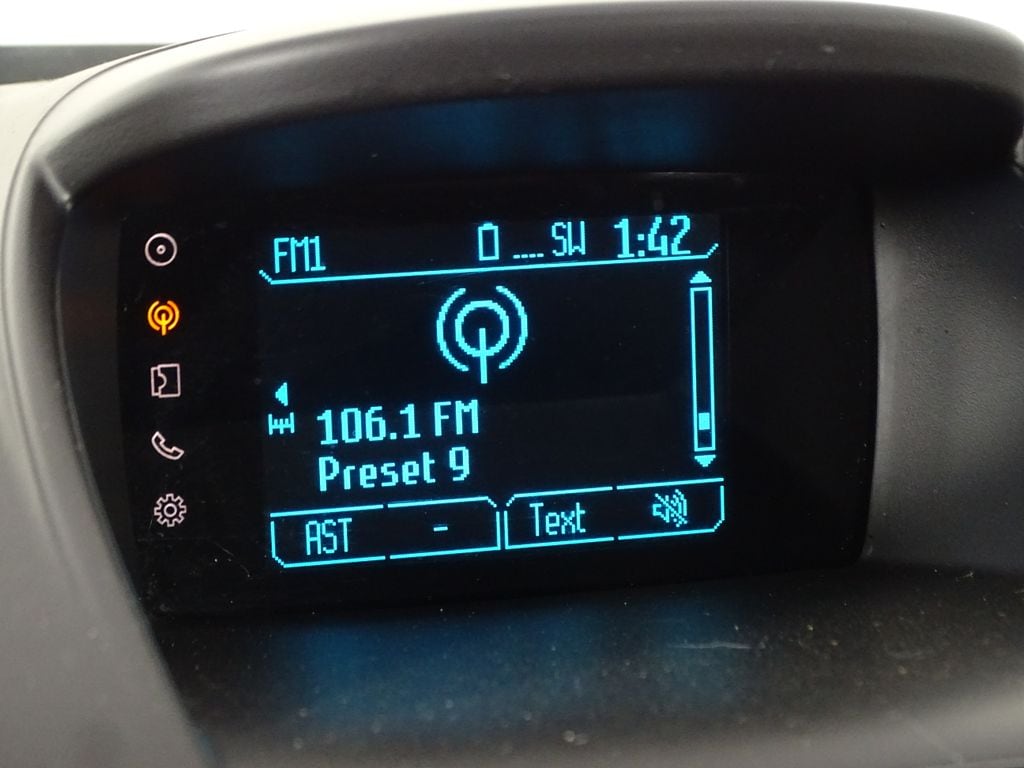 FM1 .... SW 1:42
106.1 FM
Preset 9
AST - Text